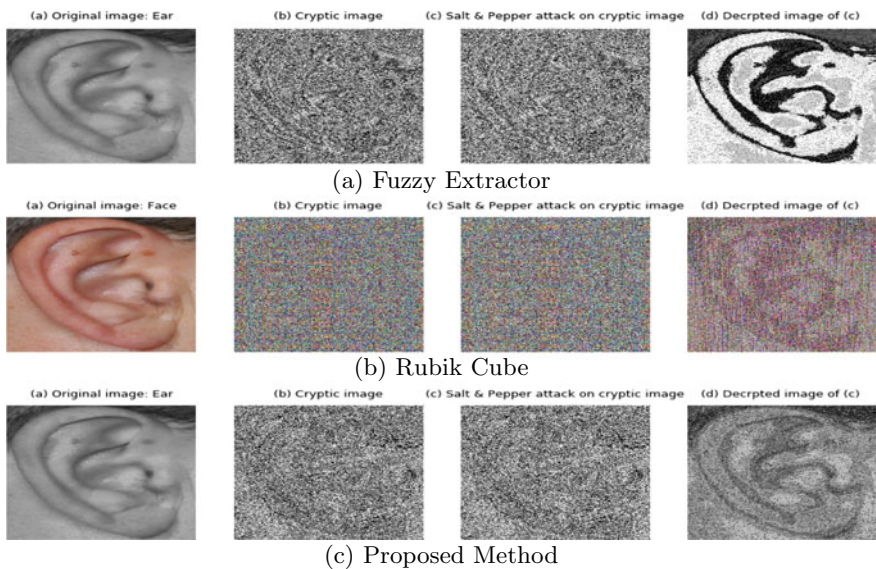 (a) Original image: Ear (b) Cryptic image (c) Salt & Pepper attack on cryptic image (d) Decrpted image of (c)
(a) Fuzzy Extractor
(a) Original image: Face (b) Cryptic image (c) Salt & Pepper attack on cryptic image (d) Decrpted image of (c)
(b) Rubik Cube
(a) Original image: Ear (b) Cryptic image (c) Salt & Pepper attack on cryptic image (d) Decrpted image of (c)
(c) Proposed Method